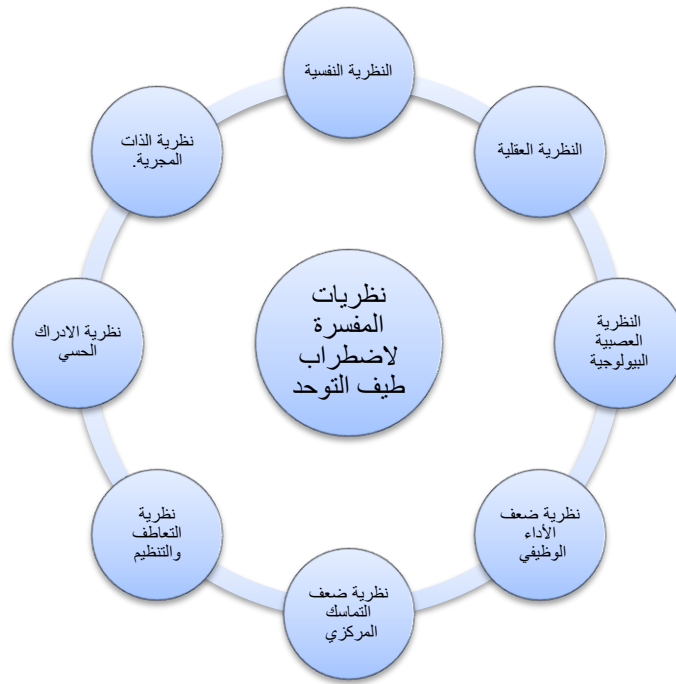 النظرية النفسية
النظرية العقلية
النظرية
العصبية
البيولوجية
نظرية ضعف
الأداء
الوظيفي
نظرية ضعف
التماسك
المركزي
نظرية
التعاطف
والتنظيم
نظرية الادراك
الحسي
نظرية الذات
المجرية.
نظريات
المفسرة
لاضطراب
طيف التوحد